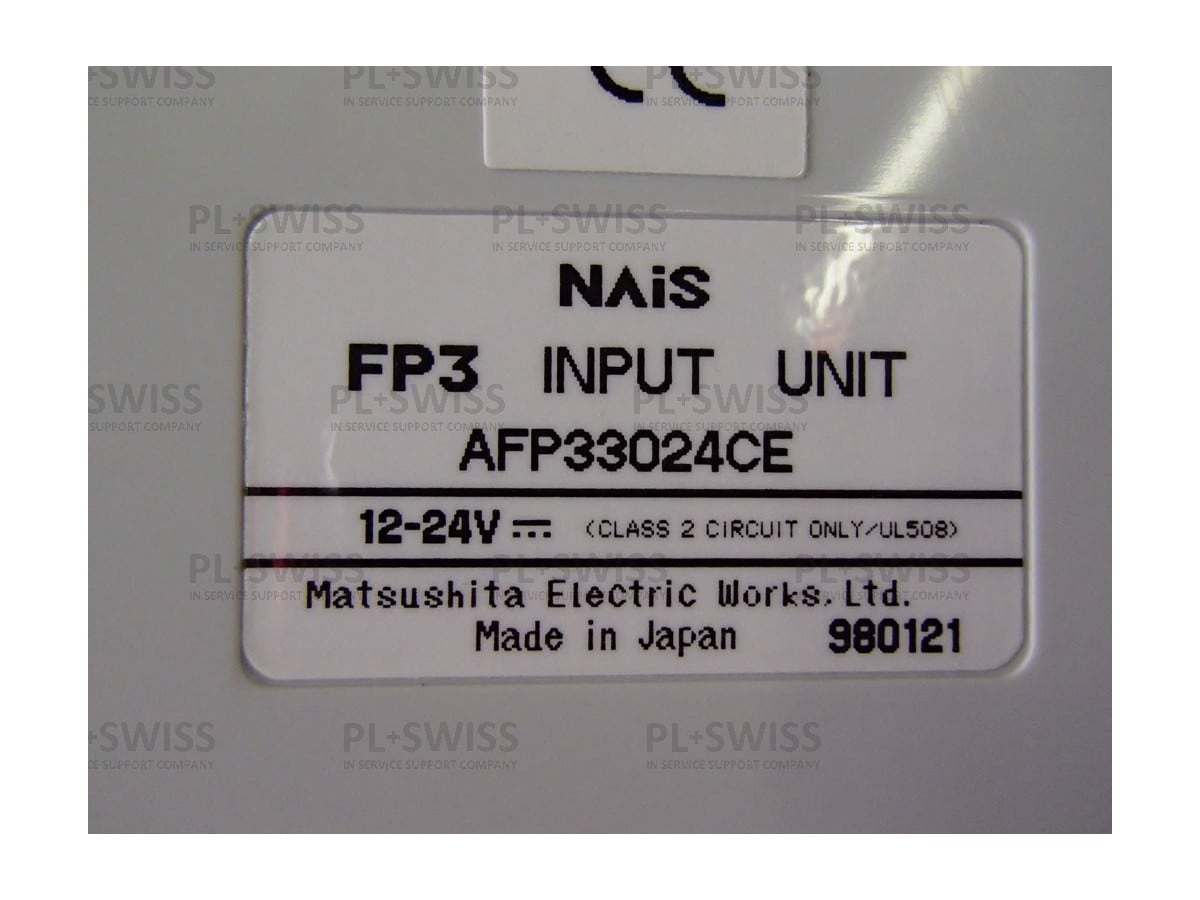 CE
NAiS
FP3 INPUT UNIT
AFP33024CE
12-24V ⎓ (CLASS 2 CiRCUIT ONLY/UL508)
Matsushita Electric Works, Ltd.
Made in Japan 980121
PL+SWISS
IN SERVICE SUPPORT COMPANY